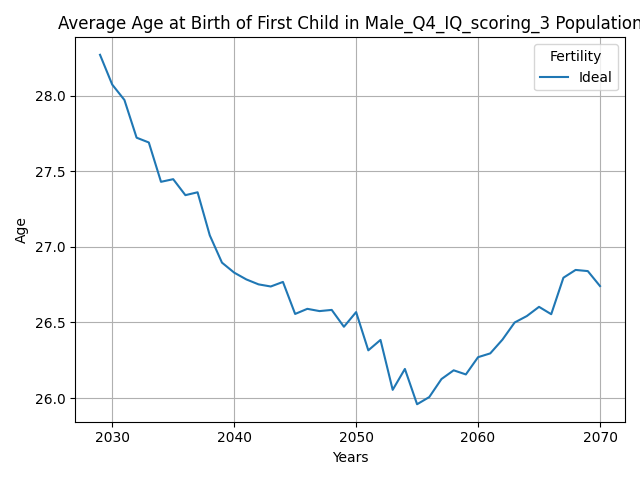 Average Age at Birth of First Child in Male_Q4_IQ_scoring_3 Population
Fertility
Ideal
28.0
27.5
27.0
26.5
26.0
Age
2030 2040 2050 2060 2070
Years